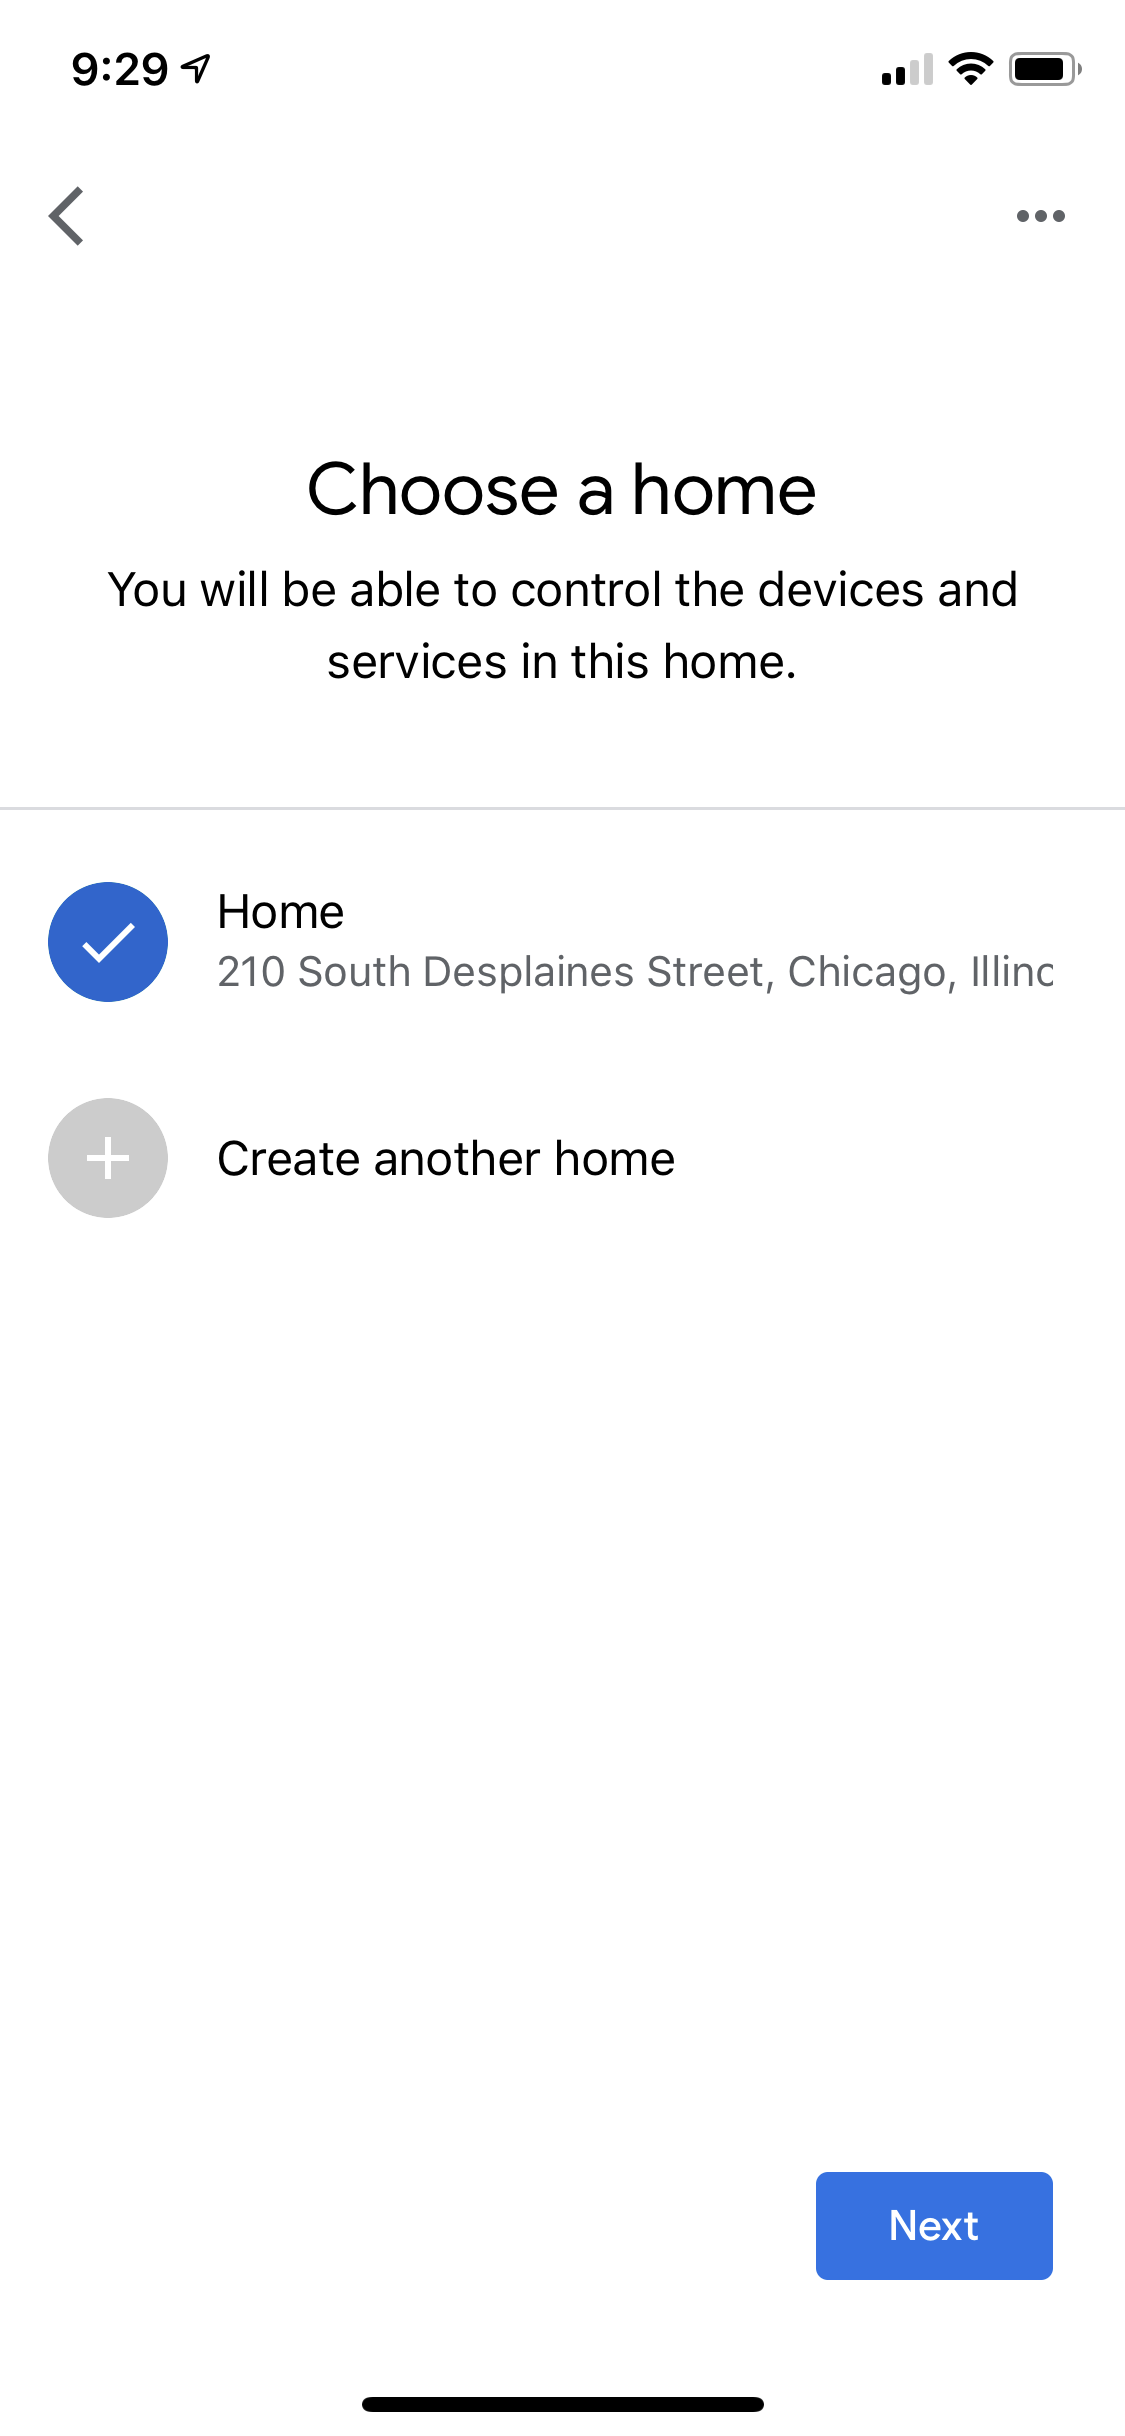 9:29
Choose a home
You will be able to control the devices and
services in this home.
Home
210 South Desplaines Street, Chicago, Illino
Create another home
Next